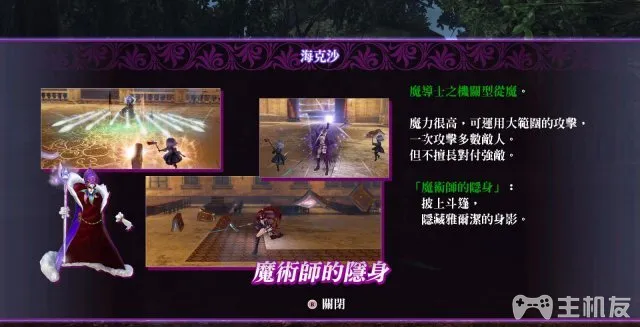 海克沙
魔導士之機關型從魔。
魔力很高,可運用大範圍的攻擊,
一次攻擊多數敵人。
但不擅長對付強敵。
「魔術師的隱身」:
披上斗篷,
隱藏雅爾潔的身影。
魔術師的隱身
B 關閉
主机友